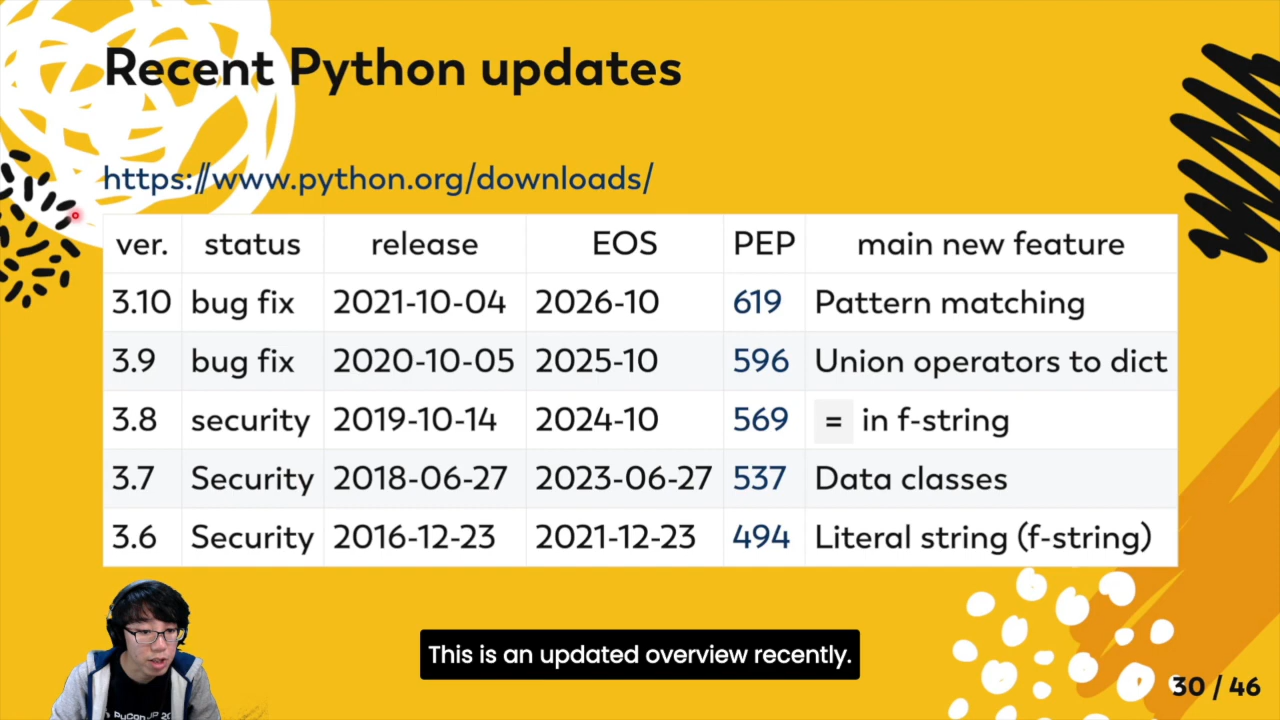 Recent Python updates
https://www.python.org/downloads/
ver. status release EOS PEP main new feature
3.10 bug fix 2021-10-04 2026-10 619 Pattern matching
3.9 bug fix 2020-10-05 2025-10 596 Union operators to dict
3.8 security 2019-10-14 2024-10 569 = in f-string
3.7 Security 2018-06-27 2023-06-27 537 Data classes
3.6 Security 2016-12-23 2021-12-23 494 Literal string (f-string)
This is an updated overview recently.
30 / 46